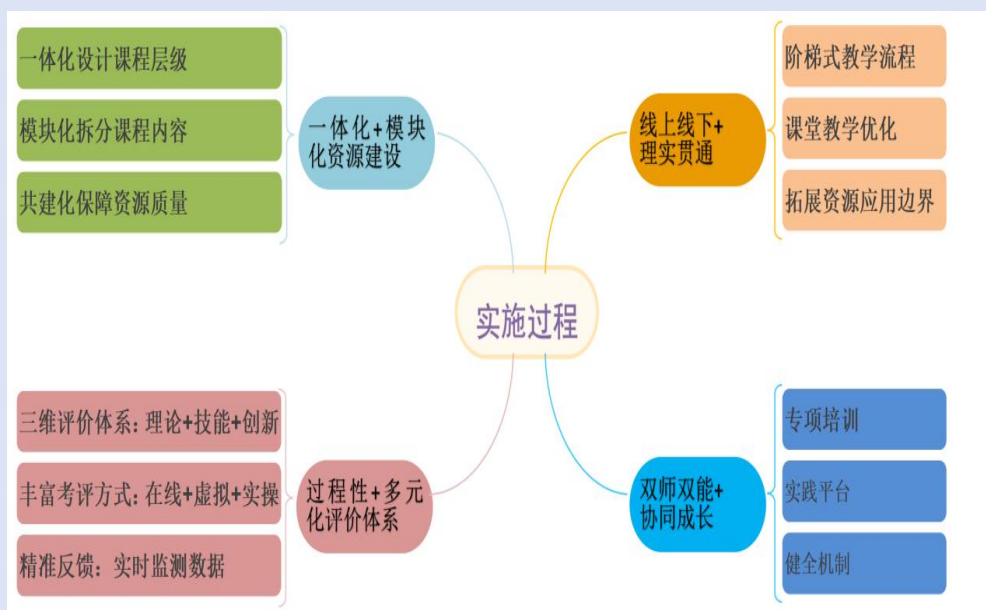 一体化设计课程层级
模块化拆分课程内容
共建化保障资源质量
一体化+模块
化资源建设
线上线下+
理实贯通
阶梯式教学流程
课堂教学优化
拓展资源应用边界
实施过程
三维评价体系：理论+技能+创新
丰富考评方式：在线+虚拟+实操
精准反馈：实时监测数据
过程性+多元
化评价体系
双师双能+
协同成长
专项培训
实践平台
健全机制